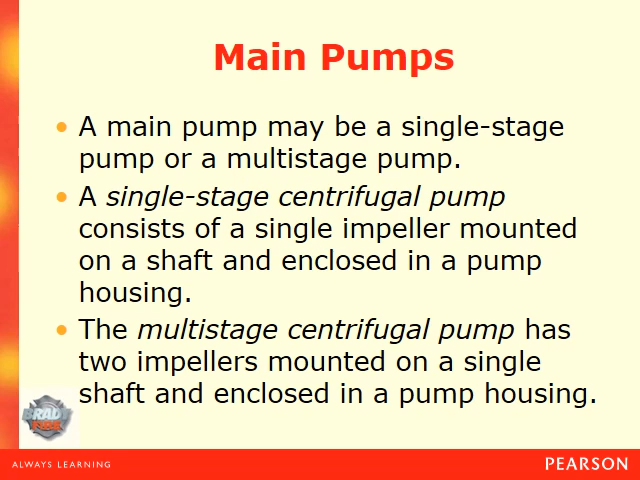 Main Pumps
• A main pump may be a single-stage
pump or a multistage pump.
• A single-stage centrifugal pump
consists of a single impeller mounted
on a shaft and enclosed in a pump
housing.
• The multistage centrifugal pump has
two impellers mounted on a single
shaft and enclosed in a pump housing.
BRADY
FIRE
ALWAYS LEARNING
PEARSON